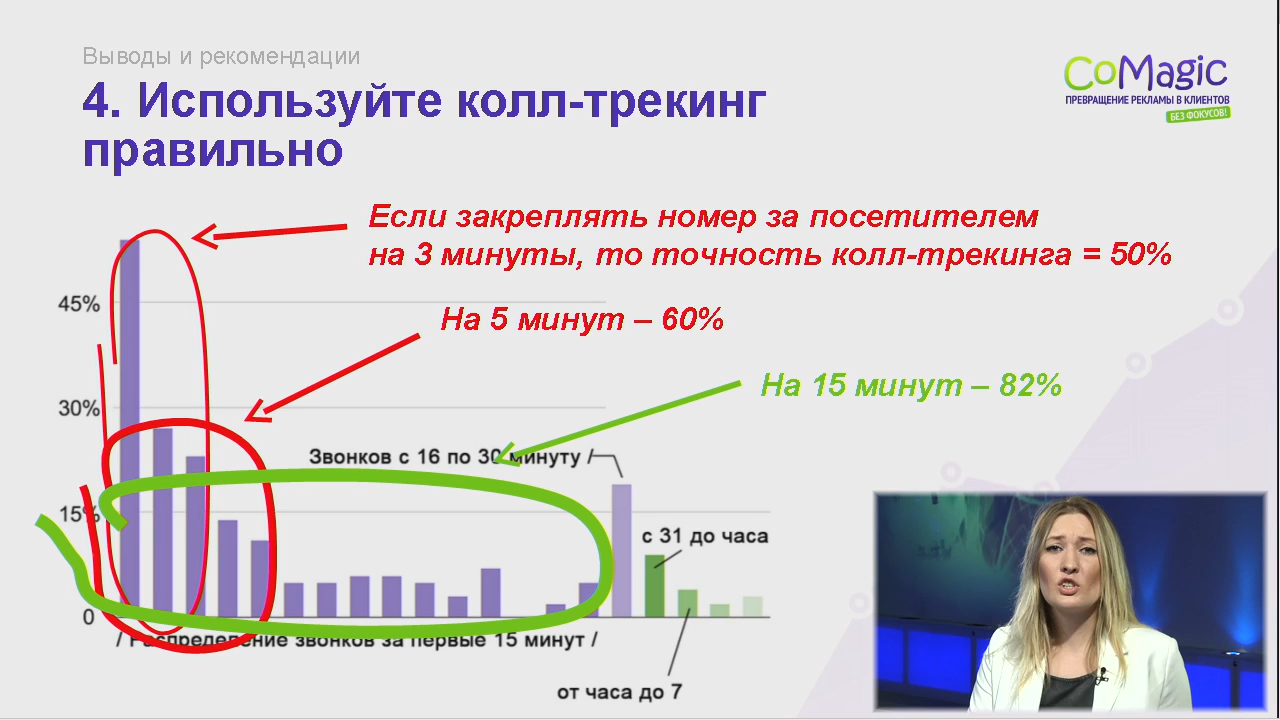 Выводы и рекомендации
4. Используйте колл-трекинг
правильно
CoMagic
ПРЕВРАЩЕНИЕ РЕКЛАМЫ В КЛИЕНТОВ
БЕЗ ФОКУСОВ!
Если закреплять номер за посетителем
на 3 минуты, то точность колл-трекинга = 50%
На 5 минут – 60%
На 15 минут – 82%
45%
30%
15%
0
Звонков с 16 по 30 минуту /
с 31 до часа
/ Распределение звонков за первые 15 минут /
от часа до 7